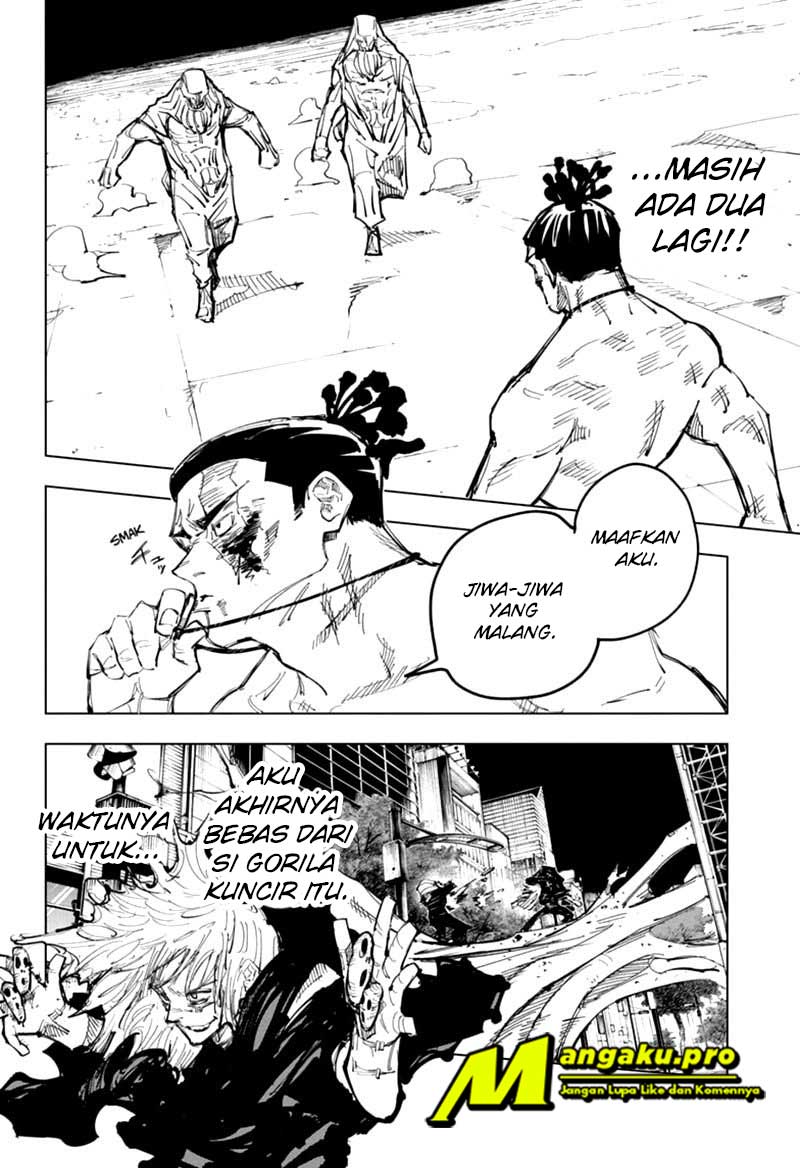 ...MASIH
ADA DUA
LAGI!!
MAAFKAN
AKU.
JIWA-JIWA
YANG
MALANG.
SMAK
チュッ
AKU
AKHIRNYA
BEBAS DARI
SI GORILA
KUNCIR ITU.
WAKTUNYA
UNTUK...
Mangaku.pro
Jangan Lupa Like dan Komennya